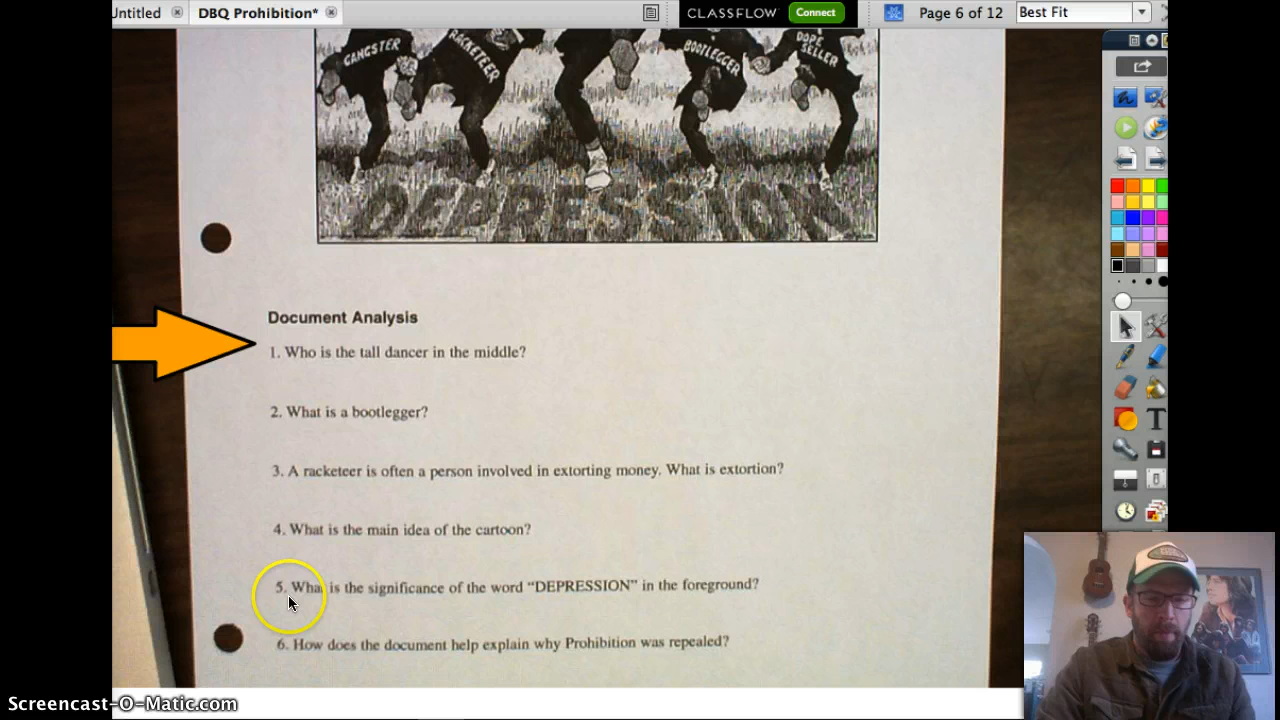 Untitled
DBQ Prohibition*
CLASSFLOW
Connect
Page 6 of 12
Best Fit
GANGSTER
RACKETEER
BOOTLEGGER
DOPE
SELLER
DEPRESSION
Document Analysis
1. Who is the tall dancer in the middle?
2. What is a bootlegger?
3. A racketeer is often a person involved in extorting money. What is extortion?
4. What is the main idea of the cartoon?
5. What is the significance of the word “DEPRESSION” in the foreground?
6. How does the document help explain why Prohibition was repealed?
T
Screencast-O-Matic.com